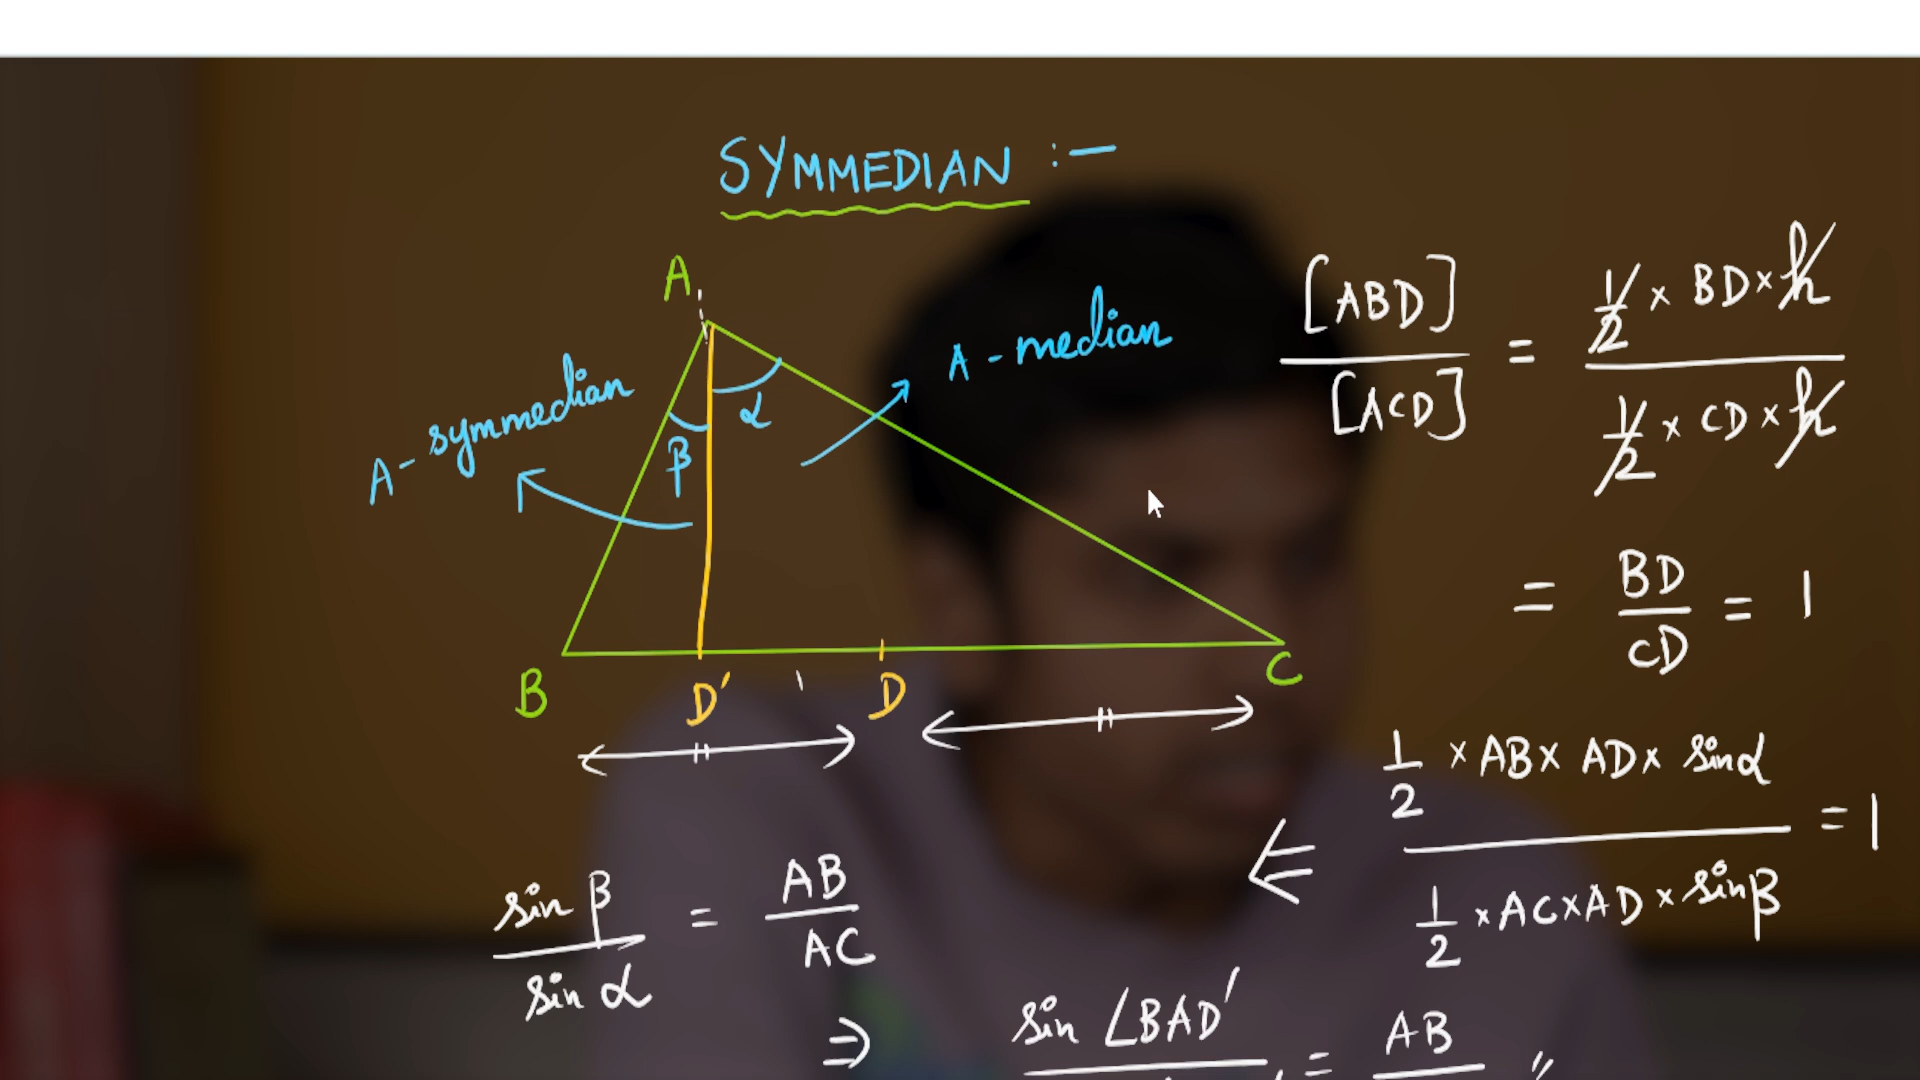 SYMMEDIAN :-
A
A - symmedian
A - median
β
α
B
D'
D
C
[ABD] / [ACD] = 1/2 × BD × h / 1/2 × CD × h
= BD / CD = 1
1/2 × AB × AD × sin α / 1/2 × AC × AD × sin β = 1
⇐
sin β / sin α = AB / AC
⇒ sin ∠BAD' = AB